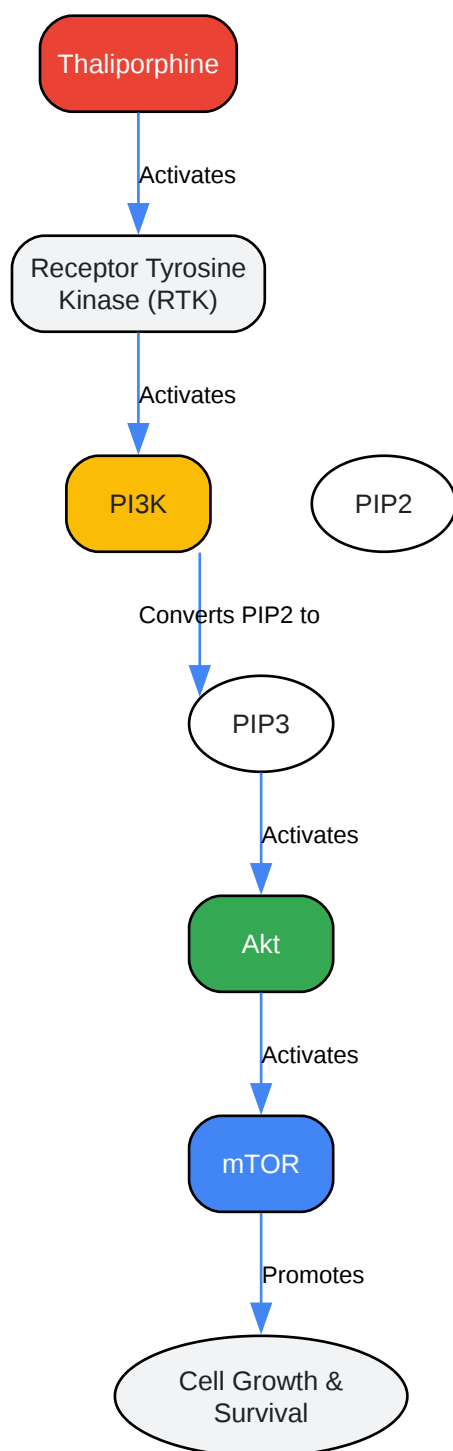 Thaliporphine
Activates
Receptor Tyrosine
Kinase (RTK)
Activates
PI3K
PIP2
Converts PIP2 to
PIP3
Activates
Akt
Activates
mTOR
Promotes
Cell Growth &
Survival